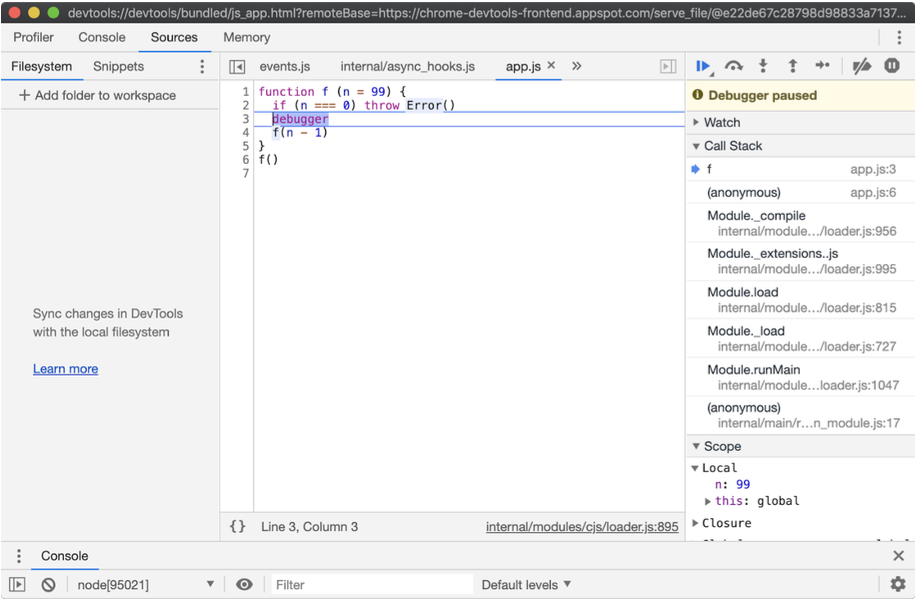 devtools://devtools/bundled/js_app.html?remoteBase=https://chrome-devtools-frontend.appspot.com/serve_file/@e22de67c28798d98833a7137...
Profiler Console Sources Memory
Filesystem Snippets
events.js internal/async_hooks.js app.js × »
+ Add folder to workspace
Sync changes in DevTools
with the local filesystem
Learn more
1 function f (n = 99) {
2 if (n === 0) throw Error()
3 debugger
4 f(n - 1)
5 }
6 f()
7
{} Line 3, Column 3 internal/modules/cjs/loader.js:895
Debugger paused
Watch
Call Stack
f app.js:3
(anonymous) app.js:6
Module._compile
internal/module…/loader.js:956
Module._extensions..js
internal/module…/loader.js:995
Module.load
internal/module…/loader.js:815
Module._load
internal/module…/loader.js:727
Module.runMain
internal/module…loader.js:1047
(anonymous)
internal/main/r…n_module.js:17
Scope
Local
n: 99
this: global
Closure
Console
node[95021] Filter Default levels